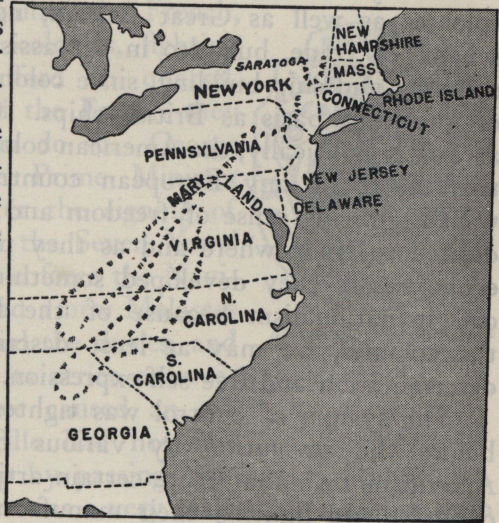 NEW
HAMPSHIRE
SARATOGA
MASS
NEW YORK
RHODE ISLAND
CONNECTICUT
PENNSYLVANIA
NEW JERSEY
MARYLAND
DELAWARE
VIRGINIA
N.
CAROLINA
S.
CAROLINA
GEORGIA